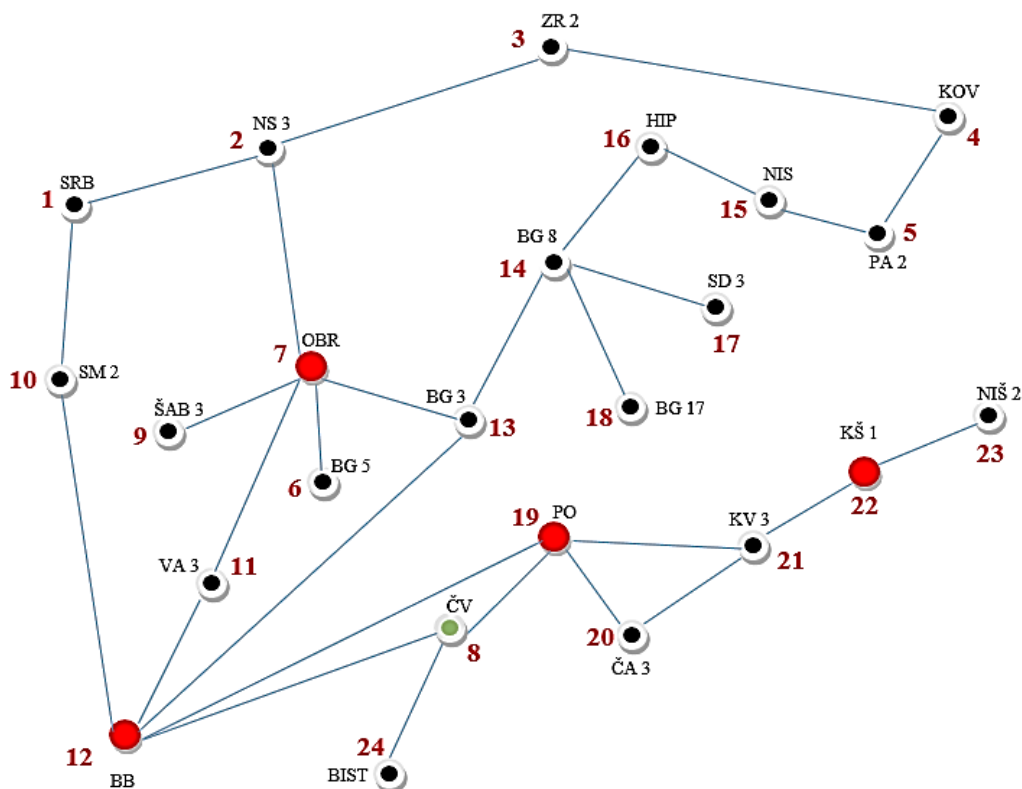 ZR 2
3
KOV
4
NS 3
2
HIP
16
SRB
1
NIS
15
5
PA 2
BG 8
14
SD 3
17
OBR
7
10
SM 2
BG 3
13
ŠAB 3
9
18
BG 17
NIŠ 2
23
KŠ 1
22
BG 5
6
19
PO
KV 3
21
VA 3
11
ČV
8
20
ČA 3
12
BB
24
BIST